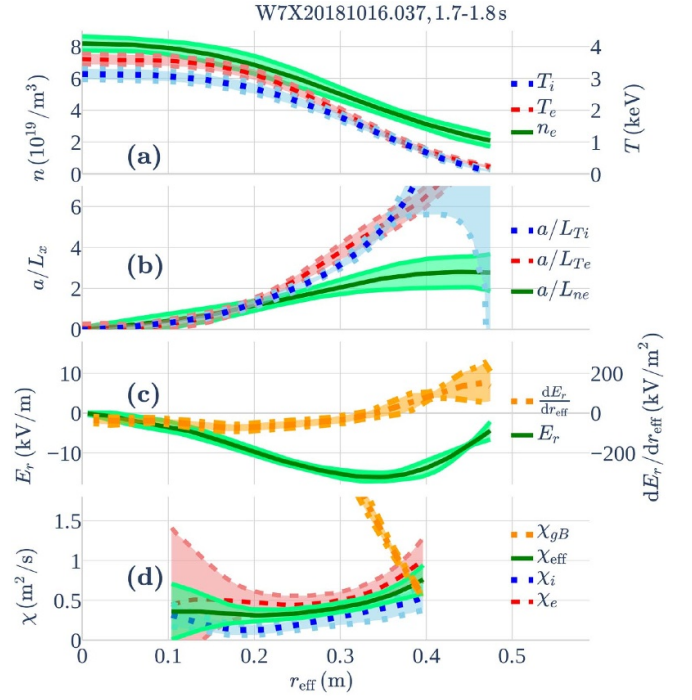 W7X20181016.037, 1.7-1.8 s
8
6
4
2
0
n (10^19/m^3)
4
3
2
1
0
T (keV)
T_i
T_e
n_e
(a)
6
4
2
0
a/L_x
(b)
a/L_Ti
a/L_Te
a/L_ne
10
0
−10
E_r (kV/m)
(c)
200
0
−200
dE_r/dr_eff (kV/m^2)
dE_r
dr_eff
E_r
1.5
1
0.5
0
χ (m^2/s)
(d)
χ_gB
χ_eff
χ_i
χ_e
0 0.1 0.2 0.3 0.4 0.5
r_eff (m)